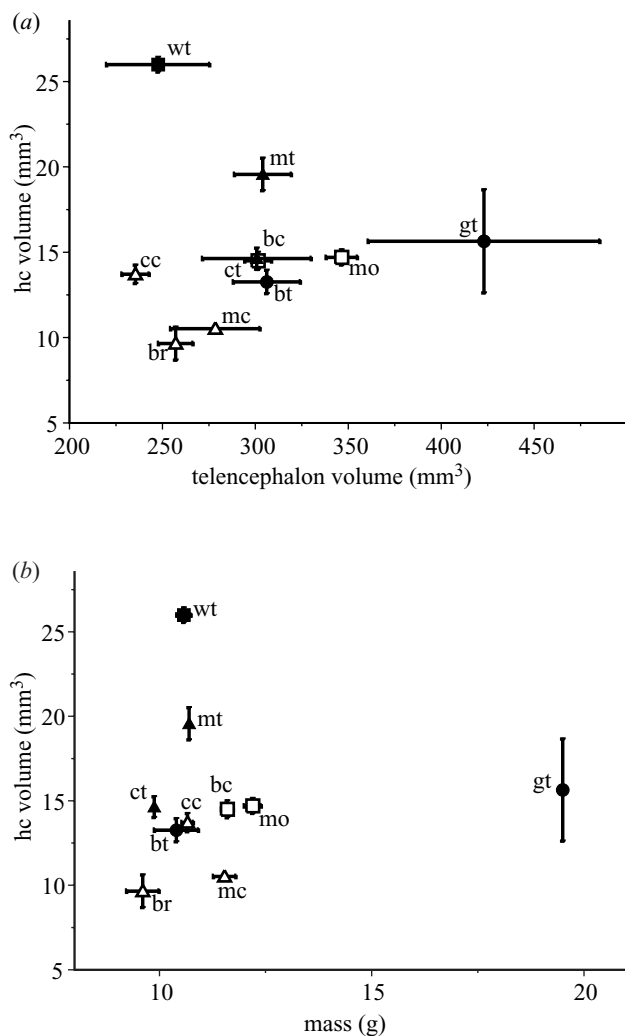 (a)
wt
25
hc volume (mm³)
20
mt
gt
15
bc
cc
ct
mo
bt
mc
10
br
5
200 250 300 350 400 450
telencephalon volume (mm³)
(b)
wt
25
hc volume (mm³)
20
mt
gt
15
ct cc bc
mo
bt
mc
10
br
5
10 15 20
mass (g)